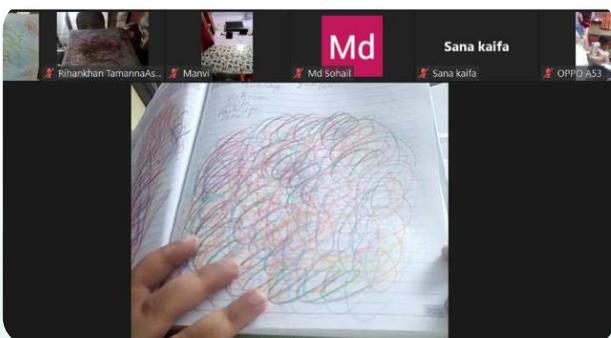 Rihankhan TamannaAs...
Manvi
Md
Md Sohail
Sana kaifa
Sana kaifa
OPPO A53